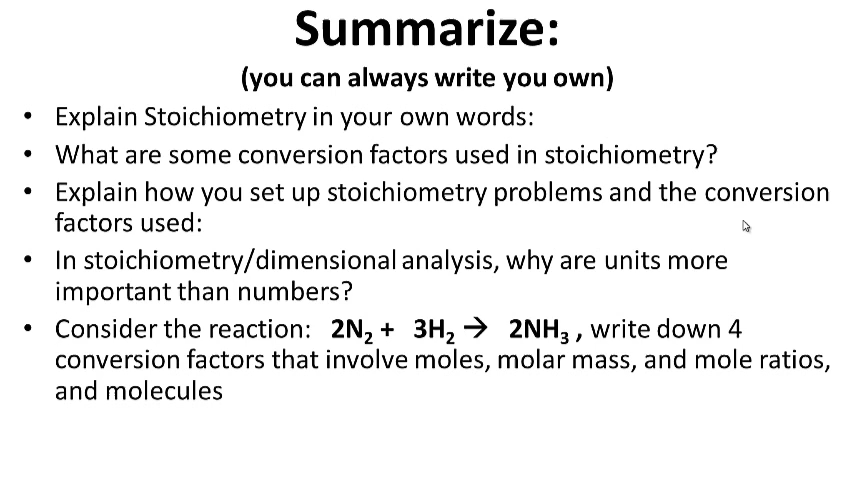 Summarize:
(you can always write you own)
• Explain Stoichiometry in your own words:
• What are some conversion factors used in stoichiometry?
• Explain how you set up stoichiometry problems and the conversion
factors used:
• In stoichiometry/dimensional analysis, why are units more
important than numbers?
• Consider the reaction: 2N₂ + 3H₂ → 2NH₃ , write down 4
conversion factors that involve moles, molar mass, and mole ratios,
and molecules